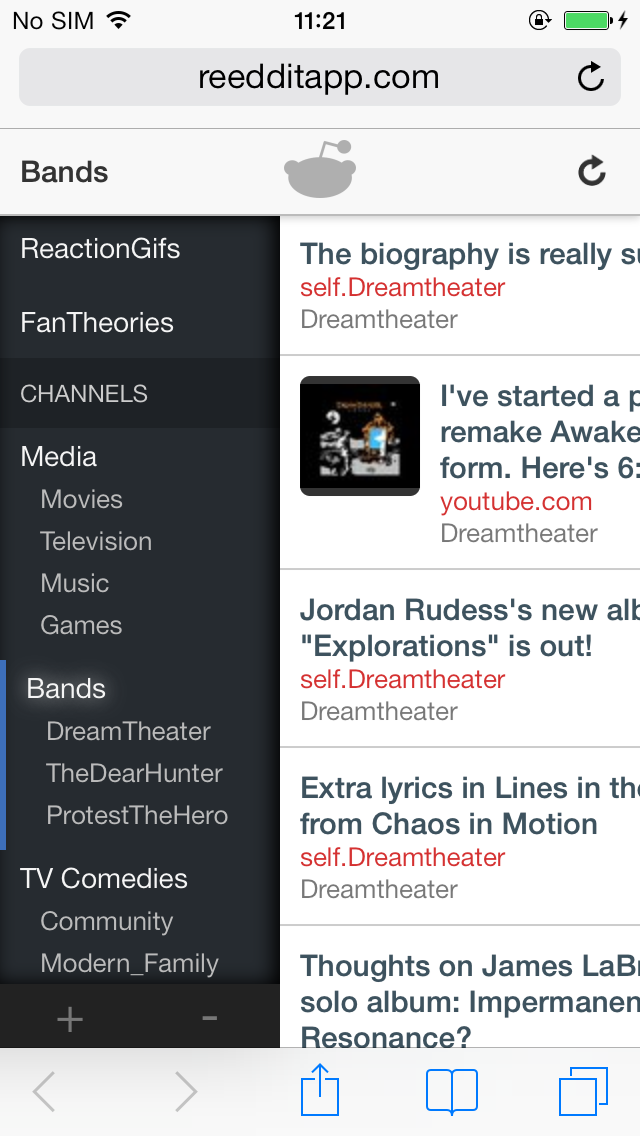 No SIM 11:21
reedditapp.com
Bands
ReactionGifs
FanTheories
CHANNELS
Media
Movies
Television
Music
Games
Bands
DreamTheater
TheDearHunter
ProtestTheHero
TV Comedies
Community
Modern_Family
+ -
The biography is really su
self.Dreamtheater
Dreamtheater
I've started a p
remake Awake
form. Here's 6:
youtube.com
Dreamtheater
Jordan Rudess's new alb
"Explorations" is out!
self.Dreamtheater
Dreamtheater
Extra lyrics in Lines in the
from Chaos in Motion
self.Dreamtheater
Dreamtheater
Thoughts on James LaBr
solo album: Impermanen
Resonance?